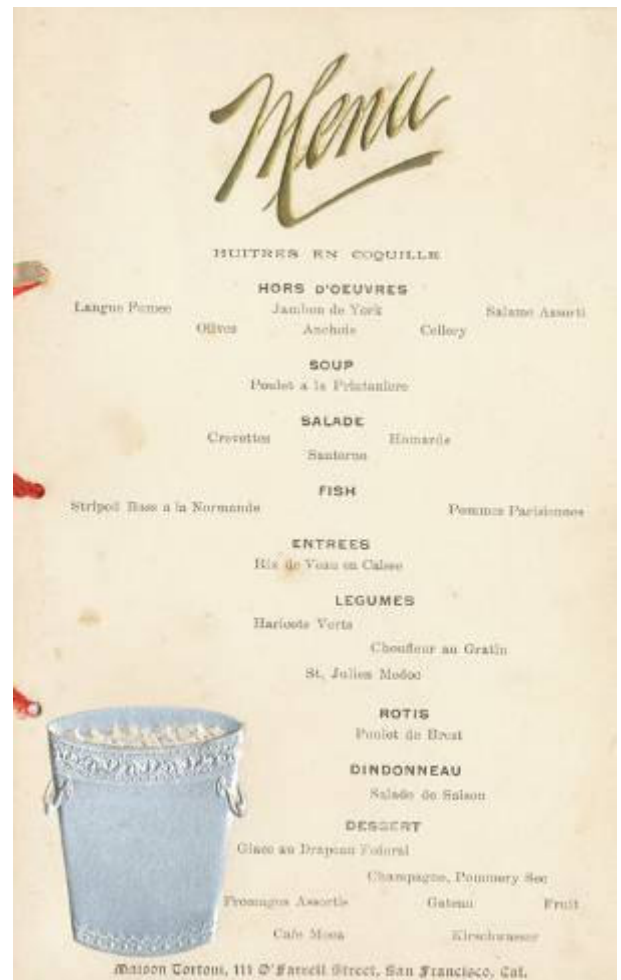 Menu
HUITRES EN COQUILLE
HORS D'OEUVRES
Langue Fumee Jambon de York Salame Assorti
Olives Anchois Cellery
SOUP
Poulet a la Printaniere
SALADE
Crevettes Homards
Sauterne
FISH
Striped Bass a la Normande Pommes Parisiennes
ENTREES
Ris de Veau en Caisse
LEGUMES
Haricots Verts
Choufleur au Gratin
St. Julien Medoc
ROTIS
Poulet de Brest
DINDONNEAU
Salade de Saison
DESSERT
Glace au Drapeau
Champagne, Pommery Sec
Fromages Assortis Gateau Fruit
Cafe Moca Kirschwasser
Maison Tortoni, 111 O'Farrell Street, San Francisco, Cal.